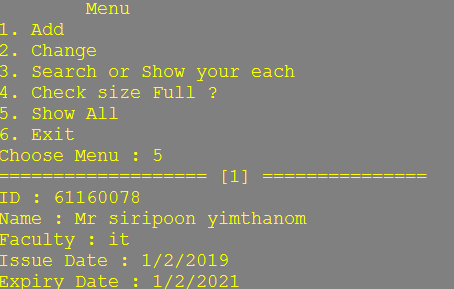 Menu
1. Add
2. Change
3. Search or Show your each
4. Check size Full ?
5. Show All
6. Exit
Choose Menu : 5
=================== [1] ===============
ID : 61160078
Name : Mr siripoon yimthanom
Faculty : it
Issue Date : 1/2/2019
Expiry Date : 1/2/2021